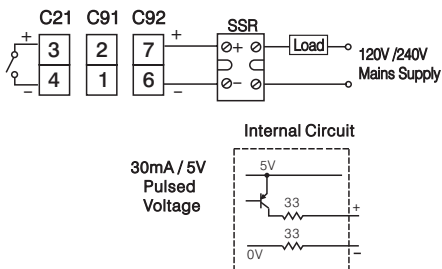 C21 C91 C92 SSR
+ 3 2 7 + + Load 120V /240V
Mains Supply
− 4 1 6 − −
Internal Circuit
30mA / 5V
Pulsed
Voltage
5V
33
+
33
0V
−